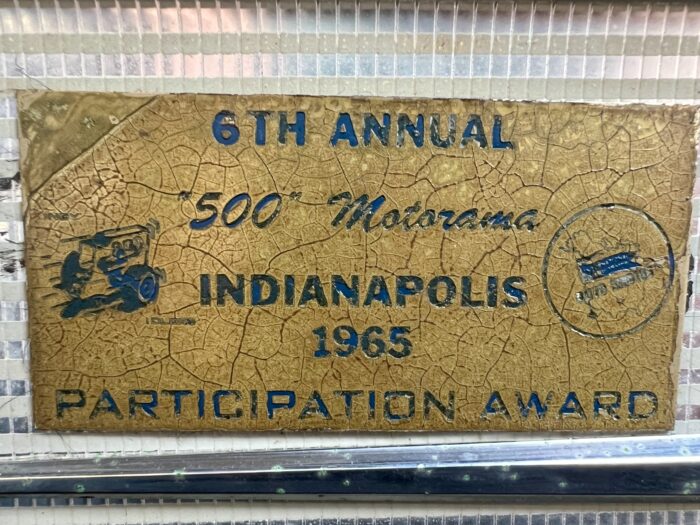 6TH ANNUAL
"500" Motorama
INDIANAPOLIS
1965
PARTICIPATION AWARD